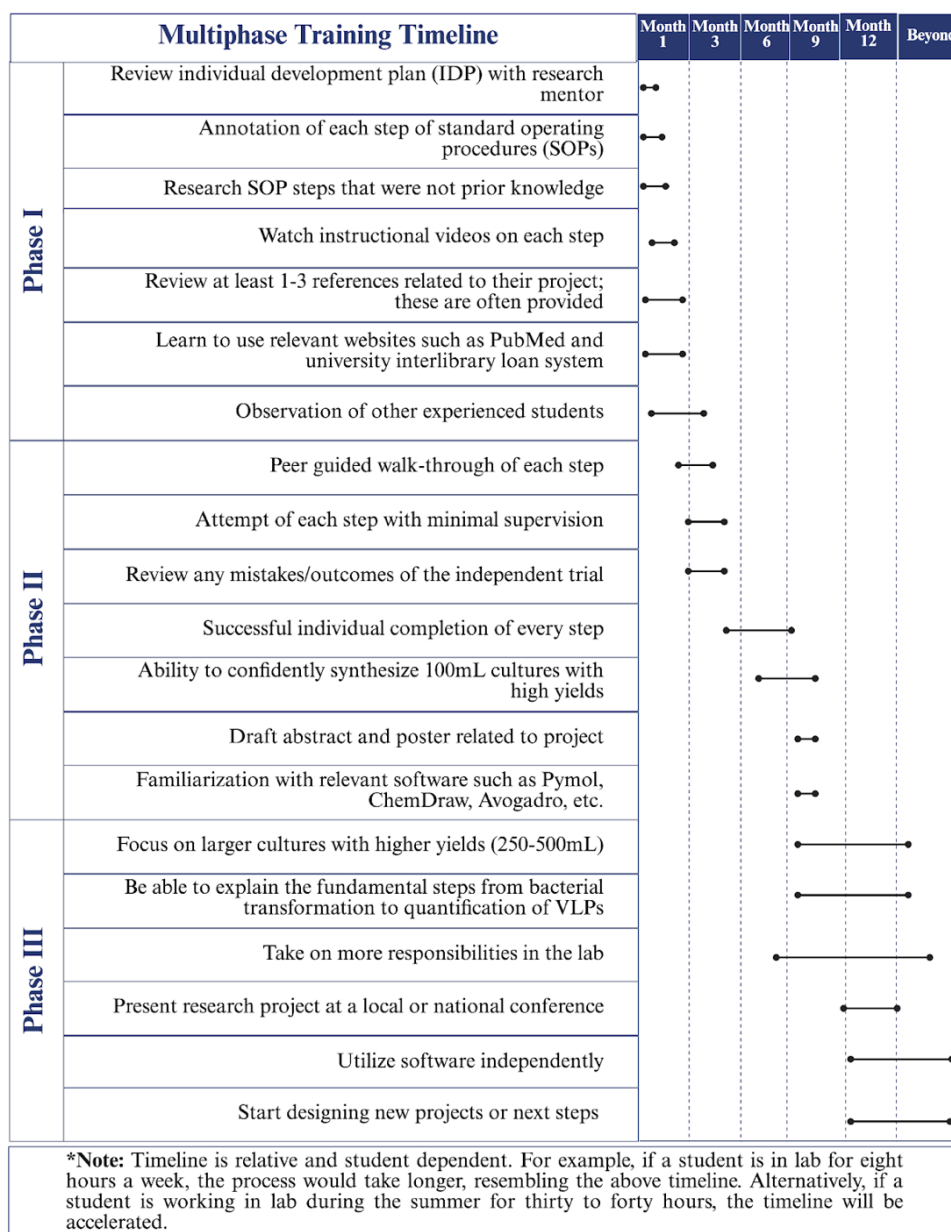 Multiphase Training Timeline
Month
1
Month
3
Month
6
Month
9
Month
12
Beyond
Phase I
Review individual development plan (IDP) with research
mentor
Annotation of each step of standard operating
procedures (SOPs)
Research SOP steps that were not prior knowledge
Watch instructional videos on each step
Review at least 1-3 references related to their project;
these are often provided
Learn to use relevant websites such as PubMed and
university interlibrary loan system
Observation of other experienced students
Phase II
Peer guided walk-through of each step
Attempt of each step with minimal supervision
Review any mistakes/outcomes of the independent trial
Successful individual completion of every step
Ability to confidently synthesize 100mL cultures with
high yields
Draft abstract and poster related to project
Familiarization with relevant software such as Pymol,
ChemDraw, Avogadro, etc.
Phase III
Focus on larger cultures with higher yields (250-500mL)
Be able to explain the fundamental steps from bacterial
transformation to quantification of VLPs
Take on more responsibilities in the lab
Present research project at a local or national conference
Utilize software independently
Start designing new projects or next steps
*Note: Timeline is relative and student dependent. For example, if a student is in lab for eight
hours a week, the process would take longer, resembling the above timeline. Alternatively, if a
student is working in lab during the summer for thirty to forty hours, the timeline will be
accelerated.